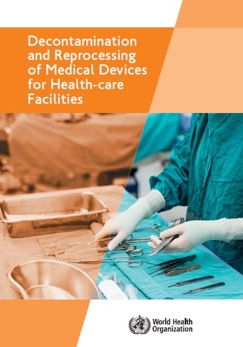 Decontamination
and Reprocessing
of Medical Devices
for Health-care
Facilities
World Health
Organization